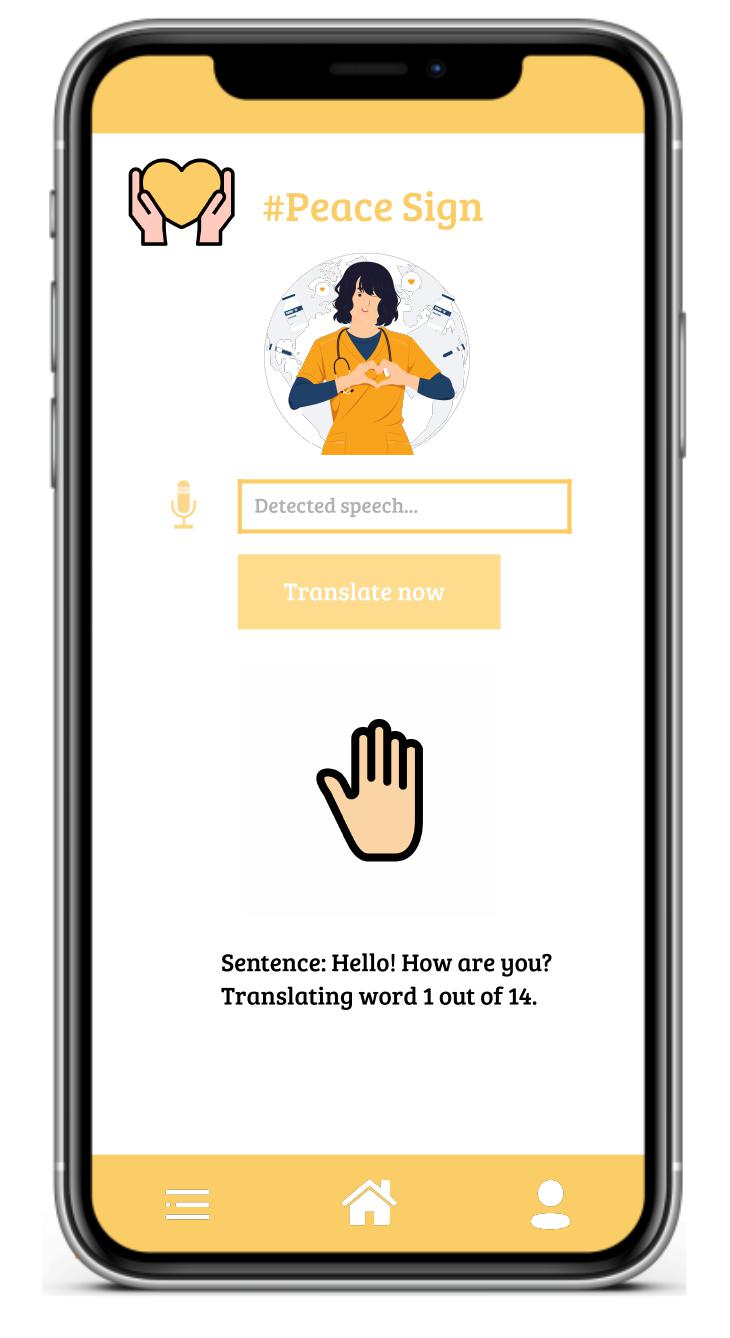 #Peace Sign
Detected speech...
Translate now
Sentence: Hello! How are you?
Translating word 1 out of 14.